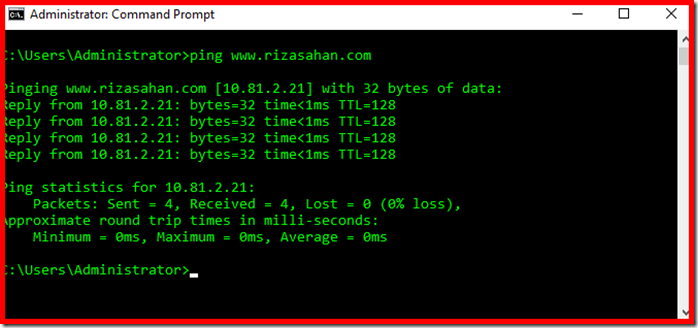 Administrator: Command Prompt
C:\Users\Administrator>ping www.rizasahan.com
Pinging www.rizasahan.com [10.81.2.21] with 32 bytes of data:
Reply from 10.81.2.21: bytes=32 time<1ms TTL=128
Reply from 10.81.2.21: bytes=32 time<1ms TTL=128
Reply from 10.81.2.21: bytes=32 time<1ms TTL=128
Reply from 10.81.2.21: bytes=32 time<1ms TTL=128
Ping statistics for 10.81.2.21:
    Packets: Sent = 4, Received = 4, Lost = 0 (0% loss),
Approximate round trip times in milli-seconds:
    Minimum = 0ms, Maximum = 0ms, Average = 0ms
C:\Users\Administrator>